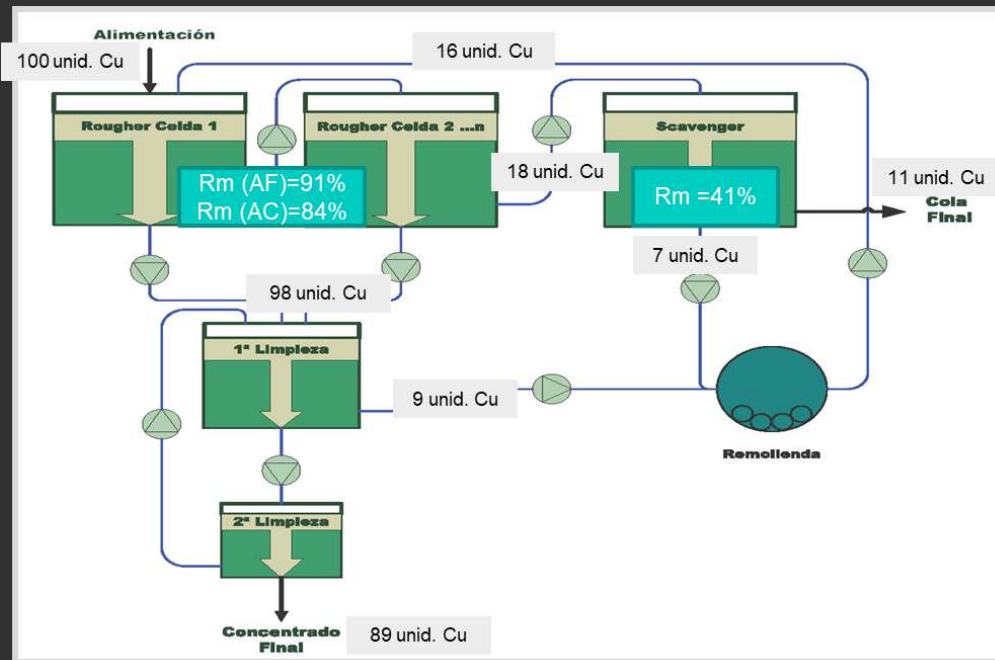 Alimentación
100 unid. Cu
16 unid. Cu
Rougher Celda 1
Rougher Celda 2 ...n
Scavenger
Rm (AF)=91%
Rm (AC)=84%
18 unid. Cu
Rm =41%
11 unid. Cu
Cola
Final
7 unid. Cu
98 unid. Cu
1ª Limpieza
9 unid. Cu
Remolienda
2ª Limpieza
Concentrado
Final
89 unid. Cu